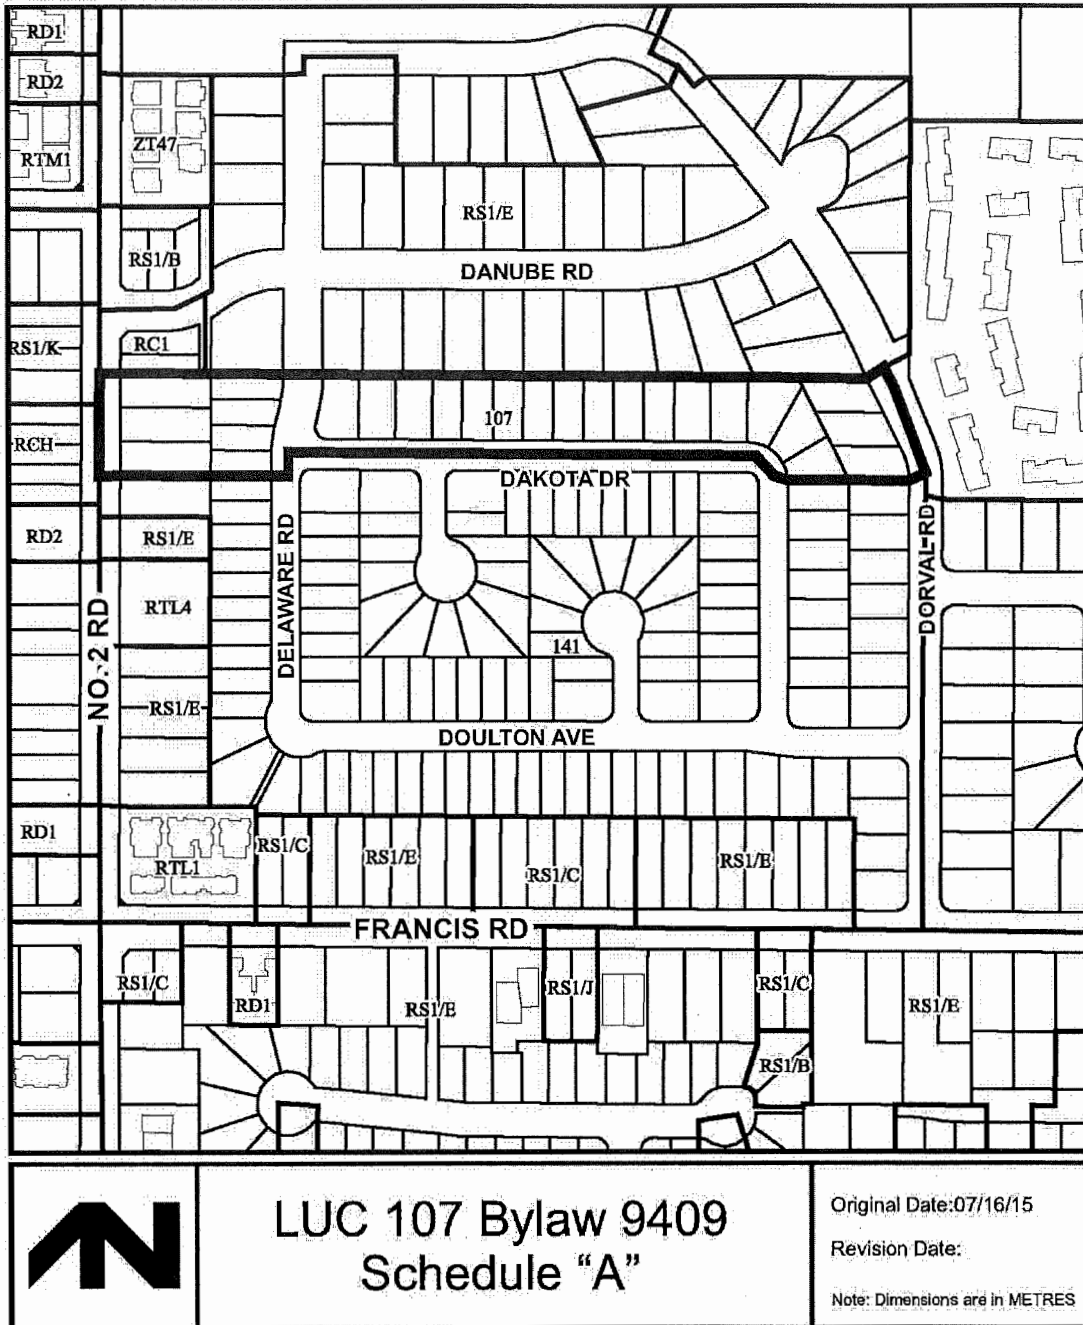 RD1
RD2
ZT47
RTM1
RS1/E
RS1/B
DANUBE RD
RS1/K
RC1
107
RCH
DAKOTA DR
RD2
RS1/E
DELAWARE RD
DORVAL RD
RTL4
NO. 2 RD
141
RS1/E
DOULTON AVE
RD1
RS1/C
RS1/E
RS1/C
RS1/E
RTL1
FRANCIS RD
RS1/C
RD1
RS1/E
RS1/J
RS1/C
RS1/E
RS1/B
LUC 107 Bylaw 9409
Schedule “A”
Original Date:07/16/15
Revision Date:
Note: Dimensions are in METRES